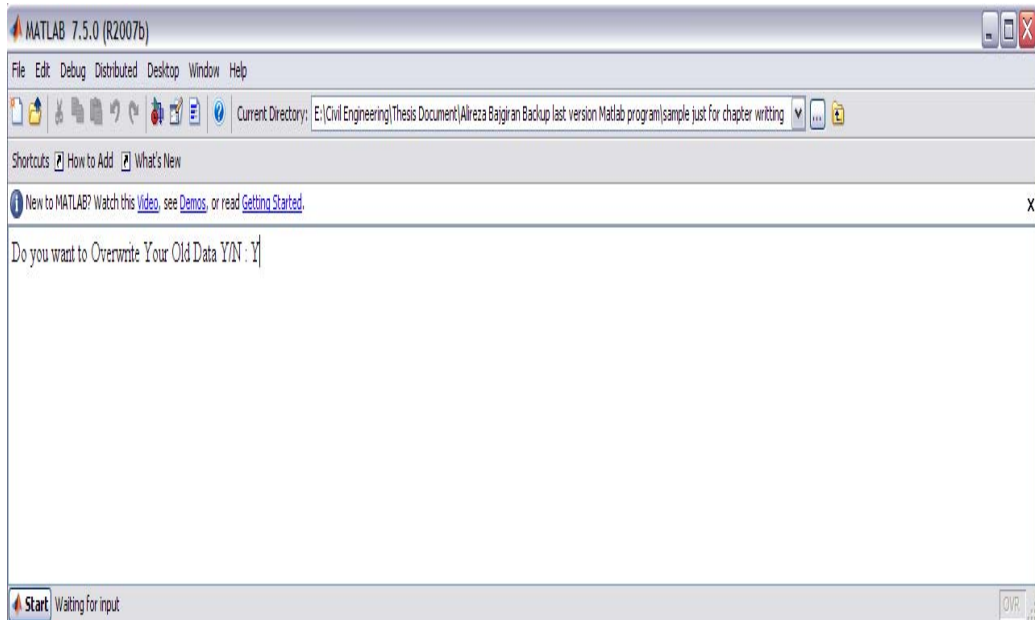 MATLAB 7.5.0 (R2007b)
File Edit Debug Distributed Desktop Window Help
Current Directory: E:\Civil Engineering\Thesis Document\Alireza Bajgiran Backup last version Matlab program\sample just for chapter writting
Shortcuts How to Add What's New
New to MATLAB? Watch this Video, see Demos, or read Getting Started.
Do you want to Overwrite Your Old Data Y/N : Y
Start Waiting for input
OVR